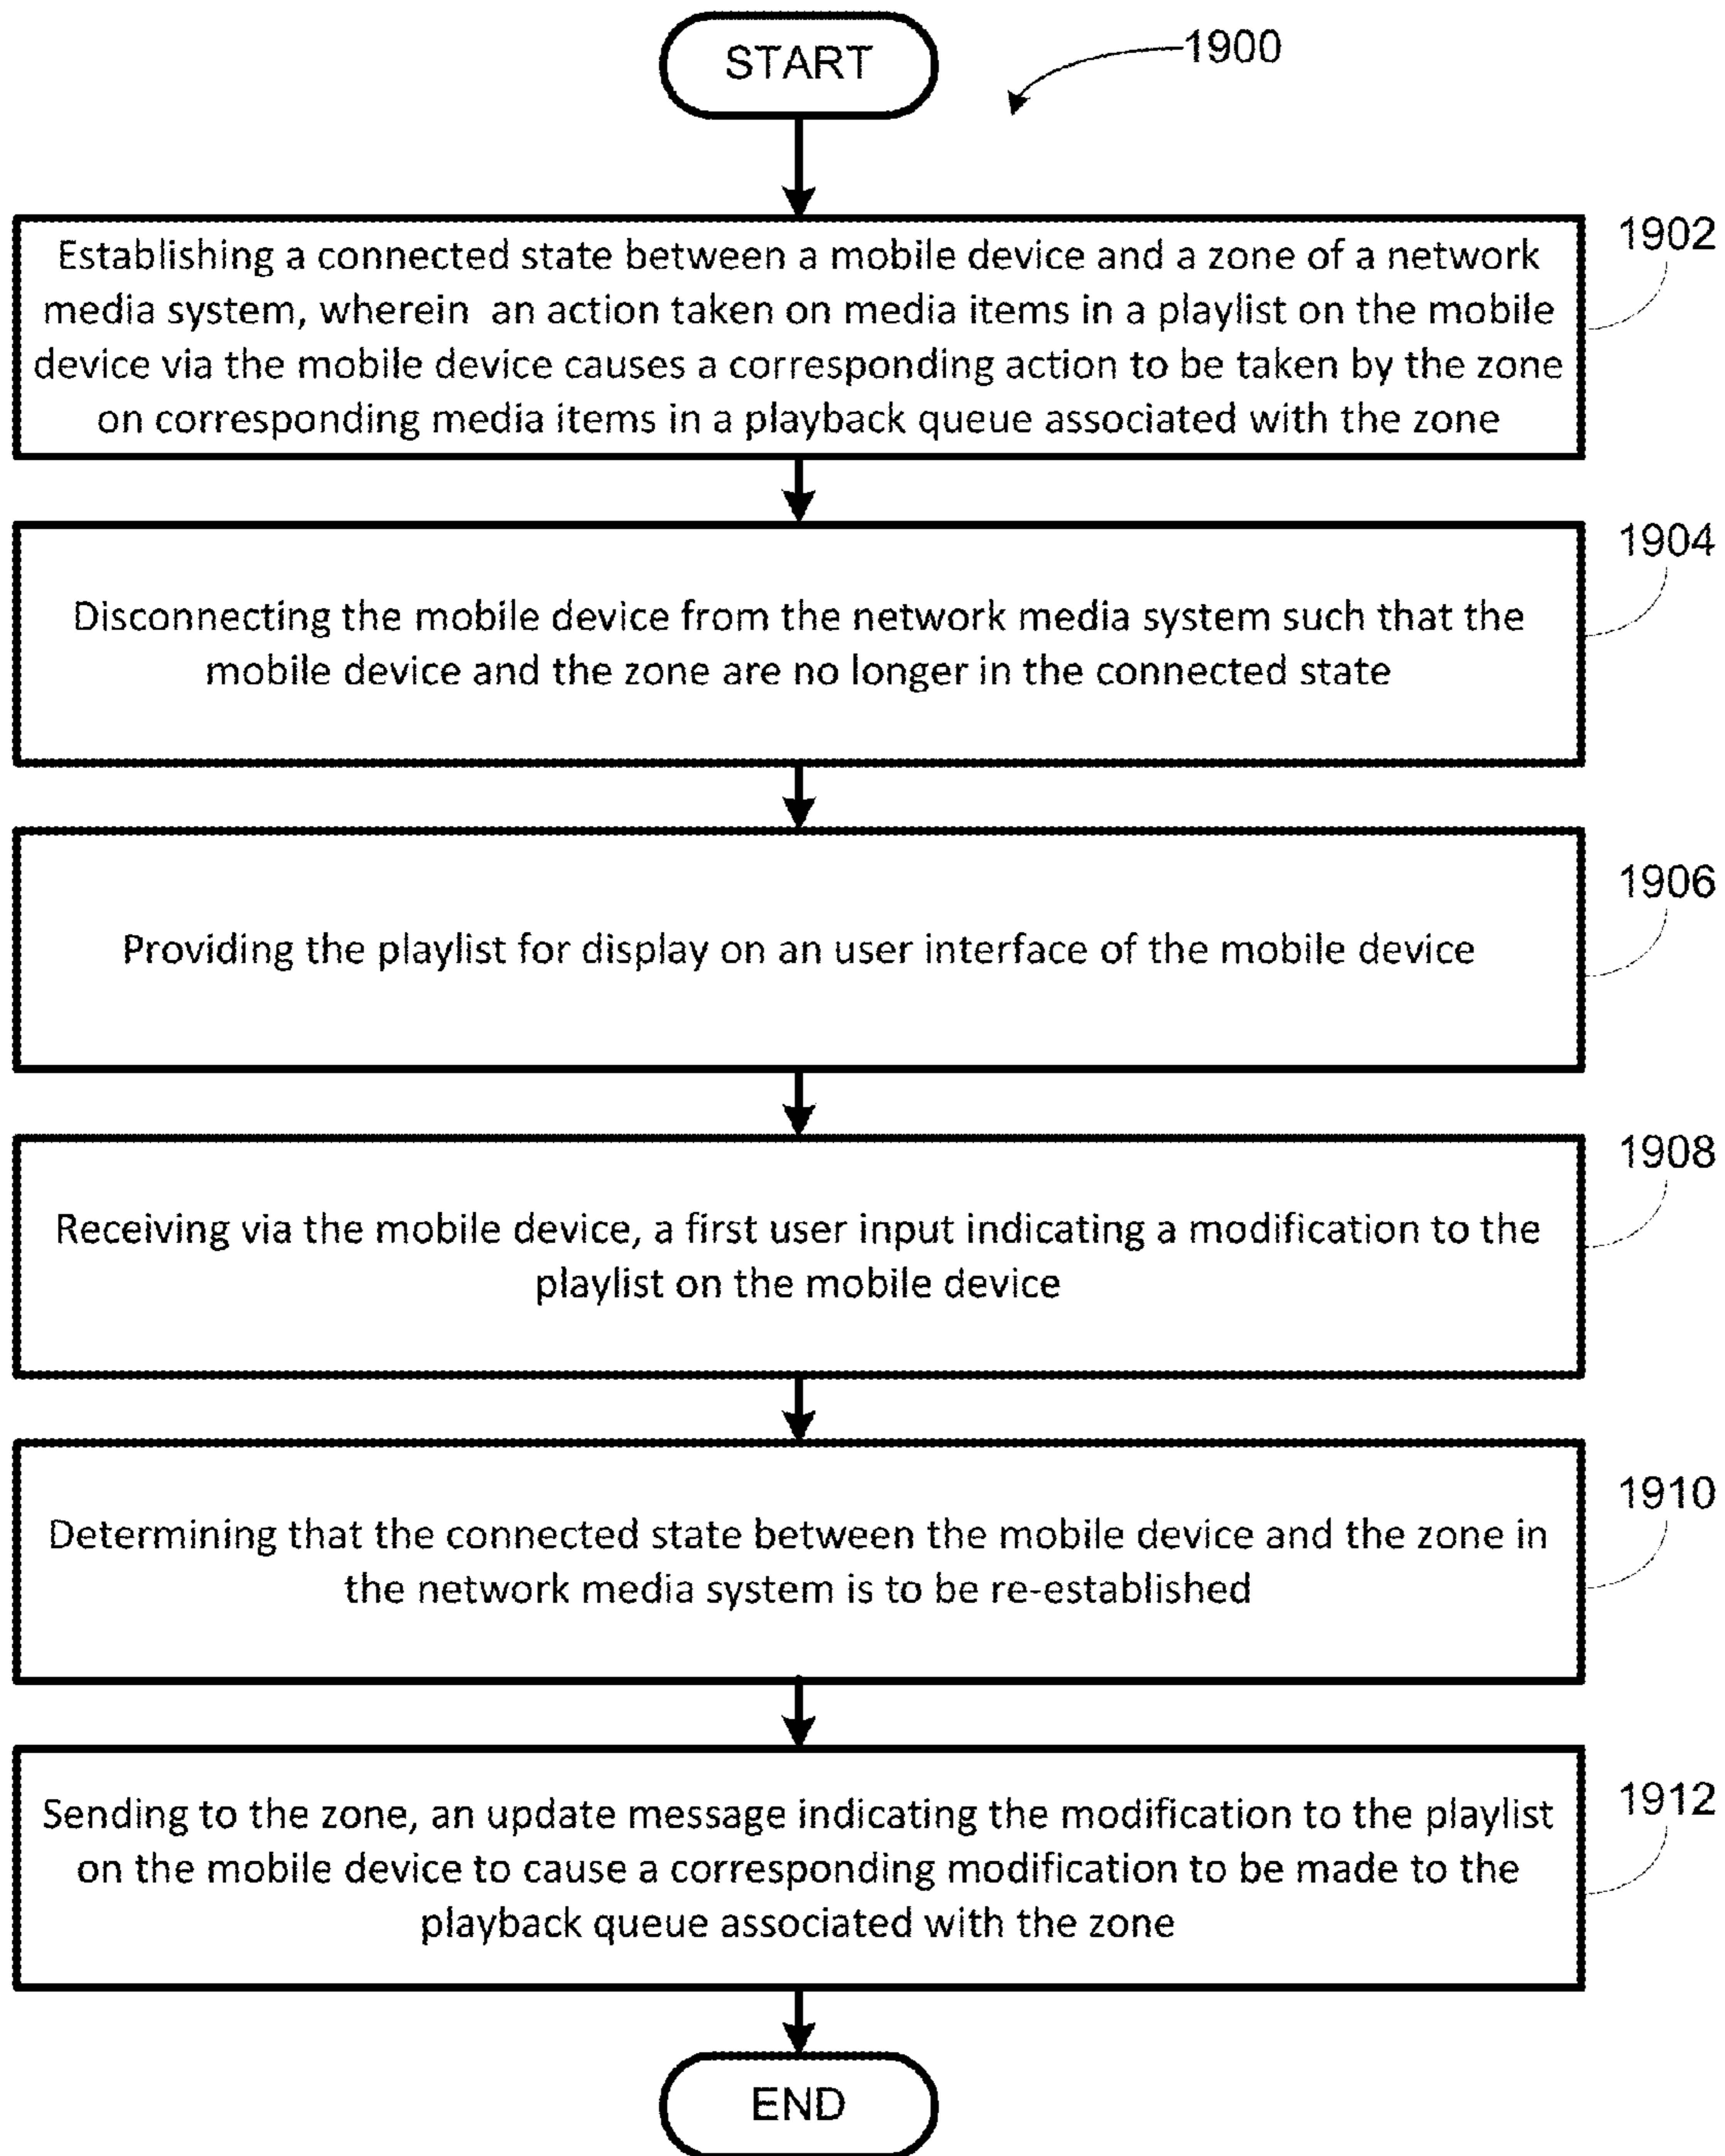 START
1900
1902
Establishing a connected state between a mobile device and a zone of a network
media system, wherein an action taken on media items in a playlist on the mobile
device via the mobile device causes a corresponding action to be taken by the zone
on corresponding media items in a playback queue associated with the zone
1904
Disconnecting the mobile device from the network media system such that the
mobile device and the zone are no longer in the connected state
1906
Providing the playlist for display on an user interface of the mobile device
1908
Receiving via the mobile device, a first user input indicating a modification to the
playlist on the mobile device
1910
Determining that the connected state between the mobile device and the zone in
the network media system is to be re-established
1912
Sending to the zone, an update message indicating the modification to the playlist
on the mobile device to cause a corresponding modification to be made to the
playback queue associated with the zone
END